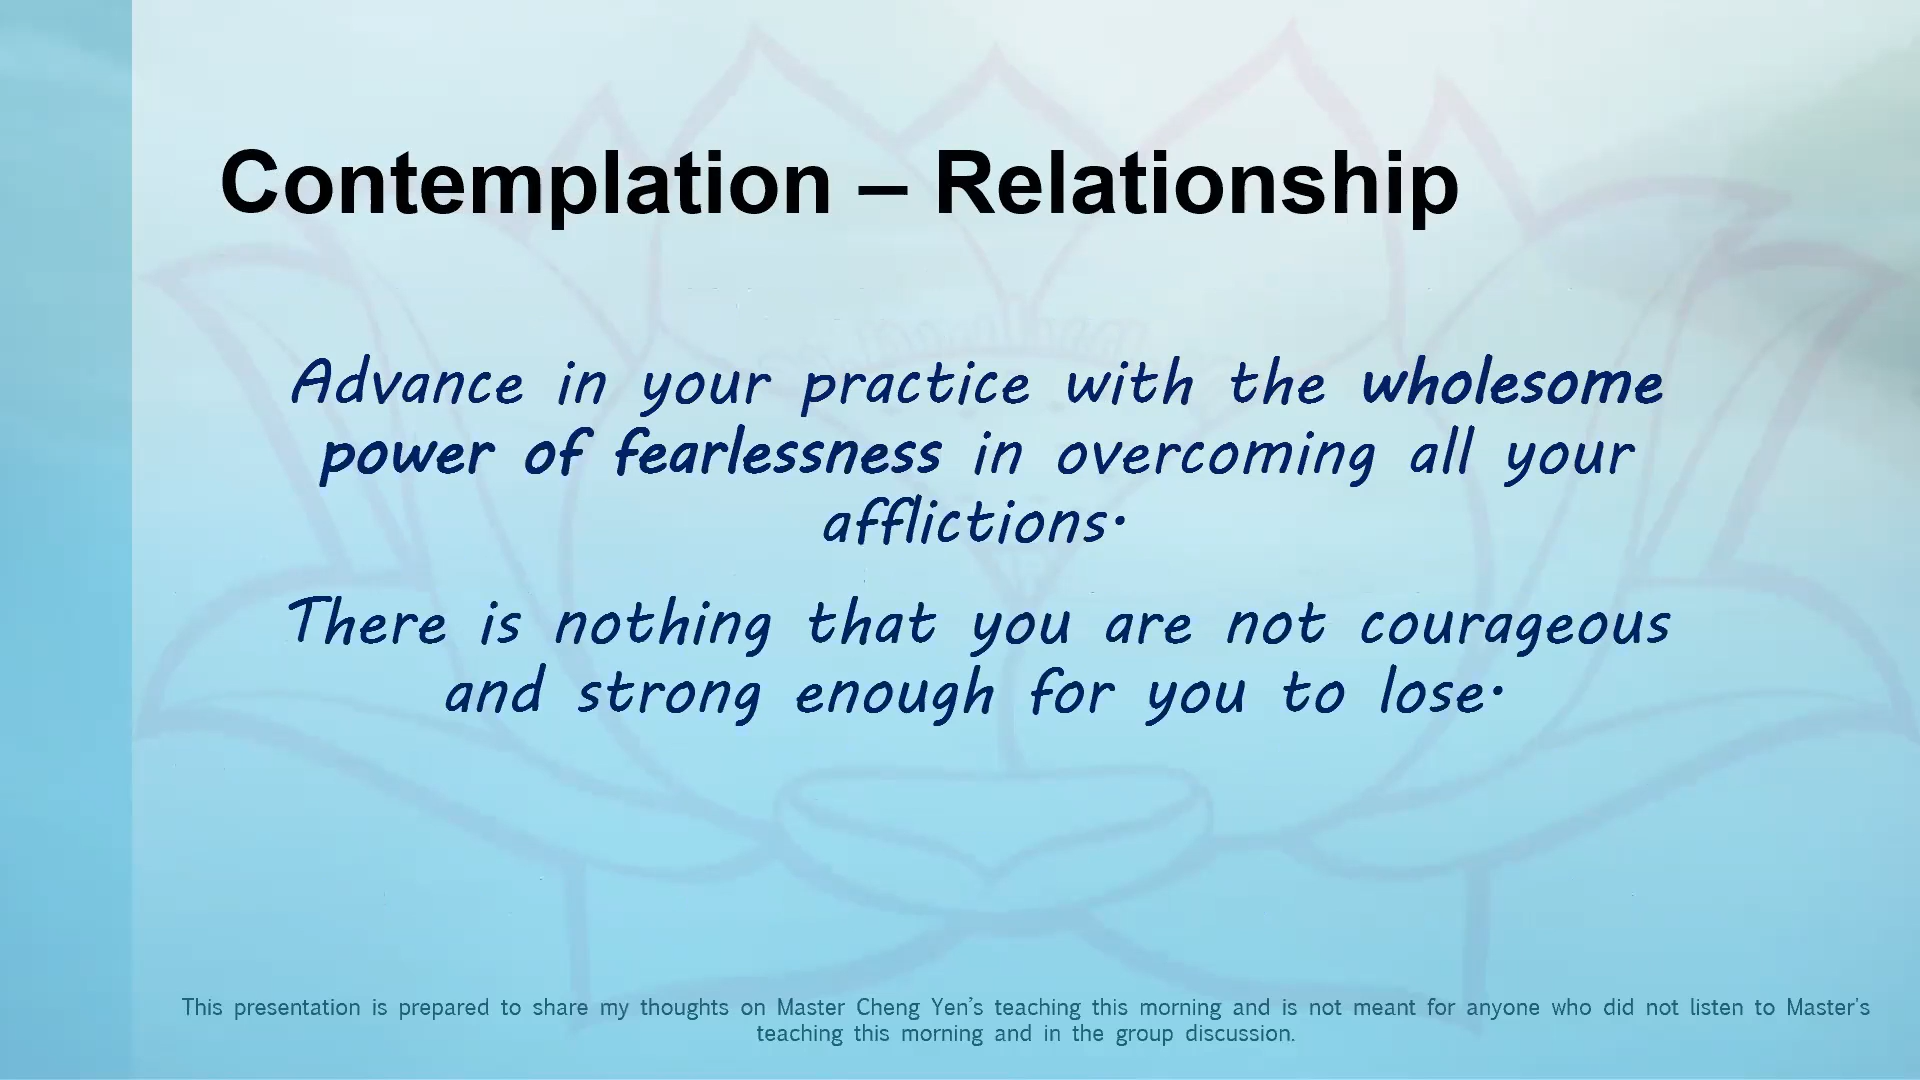 Contemplation – Relationship
Advance in your practice with the wholesome
power of fearlessness in overcoming all your
afflictions.
There is nothing that you are not courageous
and strong enough for you to lose.
This presentation is prepared to share my thoughts on Master Cheng Yen's teaching this morning and is not meant for anyone who did not listen to Master's
teaching this morning and in the group discussion.